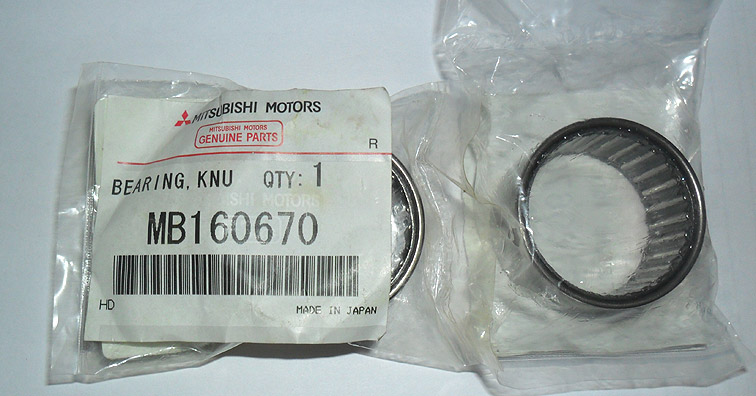 MITSUBISHI MOTORS
MITSUBISHI MOTORS
GENUINE PARTS
R
BEARING, KNU QTY: 1
MB160670
HD
MADE IN JAPAN